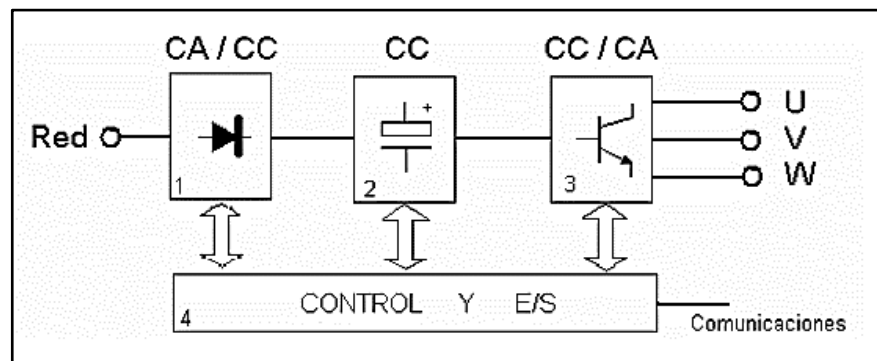 CA / CC
CC
CC / CA
Red
+
1
2
3
U
V
W
4
CONTROL Y E/S
Comunicaciones